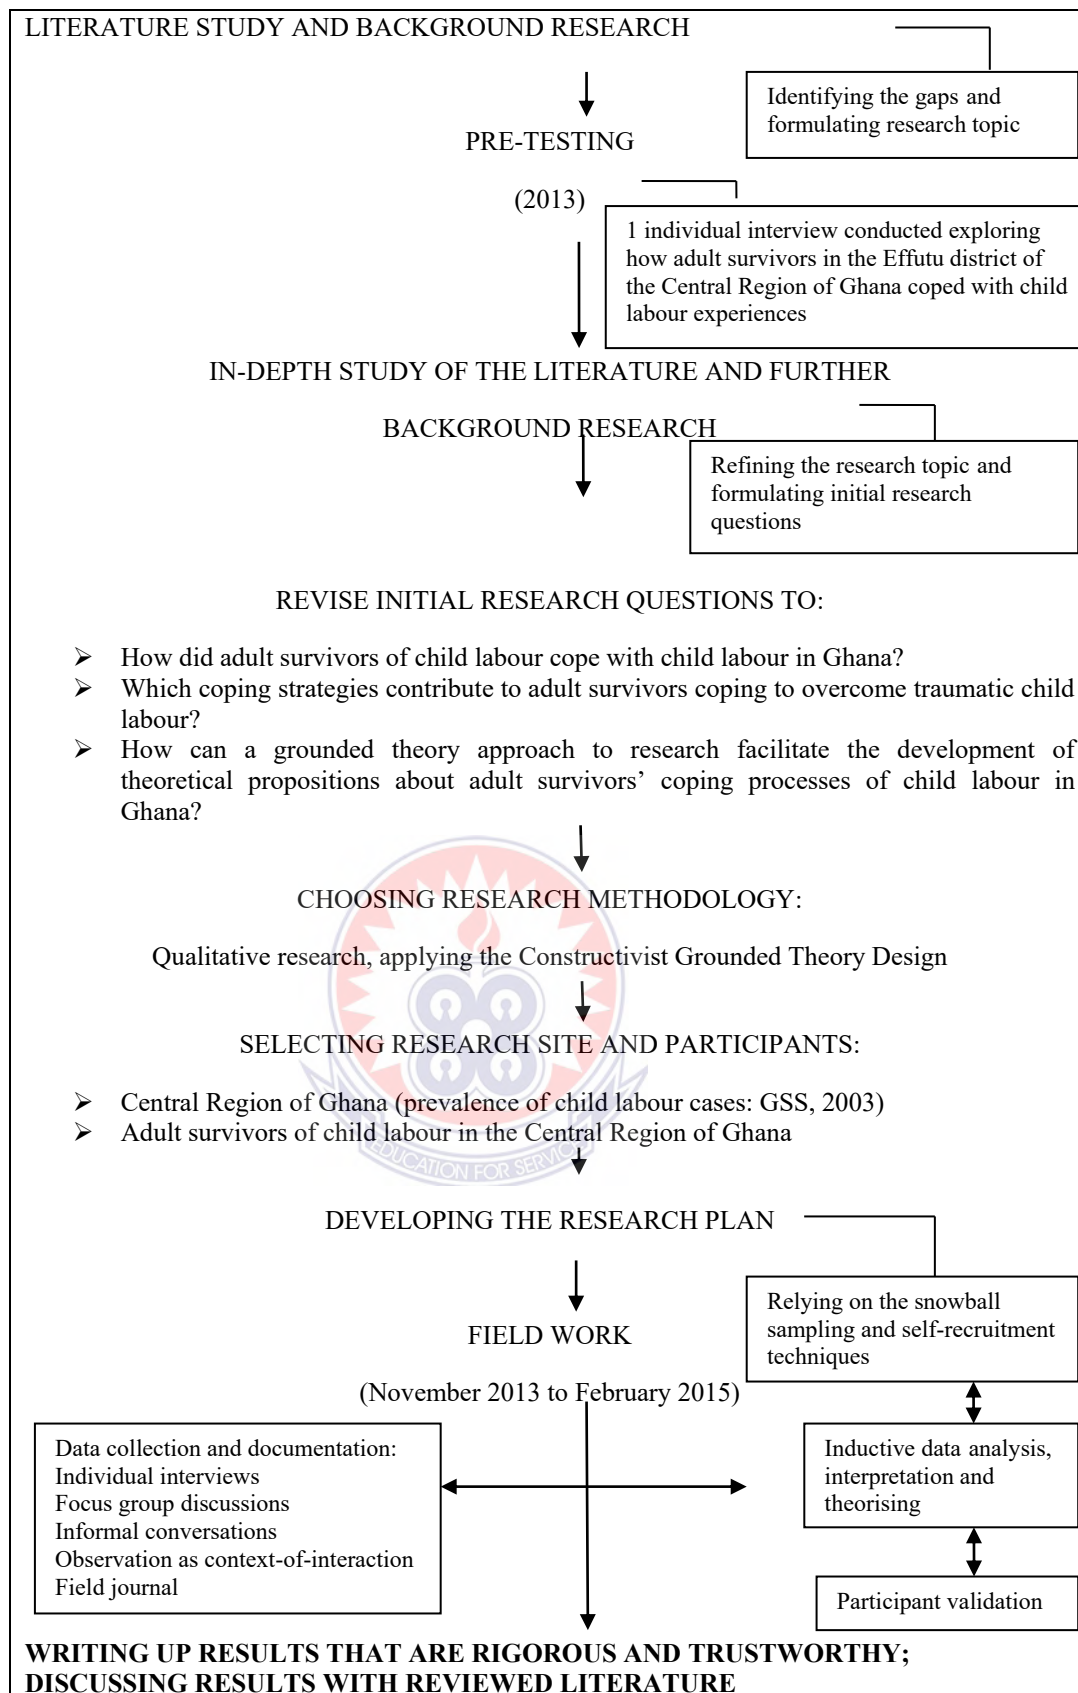 LITERATURE STUDY AND BACKGROUND RESEARCH
Identifying the gaps and
formulating research topic
PRE-TESTING
(2013)
1 individual interview conducted exploring
how adult survivors in the Effutu district of
the Central Region of Ghana coped with child
labour experiences
IN-DEPTH STUDY OF THE LITERATURE AND FURTHER
BACKGROUND RESEARCH
Refining the research topic and
formulating initial research
questions
REVISE INITIAL RESEARCH QUESTIONS TO:
➢ How did adult survivors of child labour cope with child labour in Ghana?
➢ Which coping strategies contribute to adult survivors coping to overcome traumatic child
labour?
➢ How can a grounded theory approach to research facilitate the development of
theoretical propositions about adult survivors’ coping processes of child labour in
Ghana?
CHOOSING RESEARCH METHODOLOGY:
Qualitative research, applying the Constructivist Grounded Theory Design
SELECTING RESEARCH SITE AND PARTICIPANTS:
➢ Central Region of Ghana (prevalence of child labour cases: GSS, 2003)
➢ Adult survivors of child labour in the Central Region of Ghana
EDUCATION FOR SERVICE
DEVELOPING THE RESEARCH PLAN
Relying on the snowball
sampling and self-recruitment
techniques
FIELD WORK
(November 2013 to February 2015)
Data collection and documentation:
Individual interviews
Focus group discussions
Informal conversations
Observation as context-of-interaction
Field journal
Inductive data analysis,
interpretation and
theorising
Participant validation
WRITING UP RESULTS THAT ARE RIGOROUS AND TRUSTWORTHY;
DISCUSSING RESULTS WITH REVIEWED LITERATURE